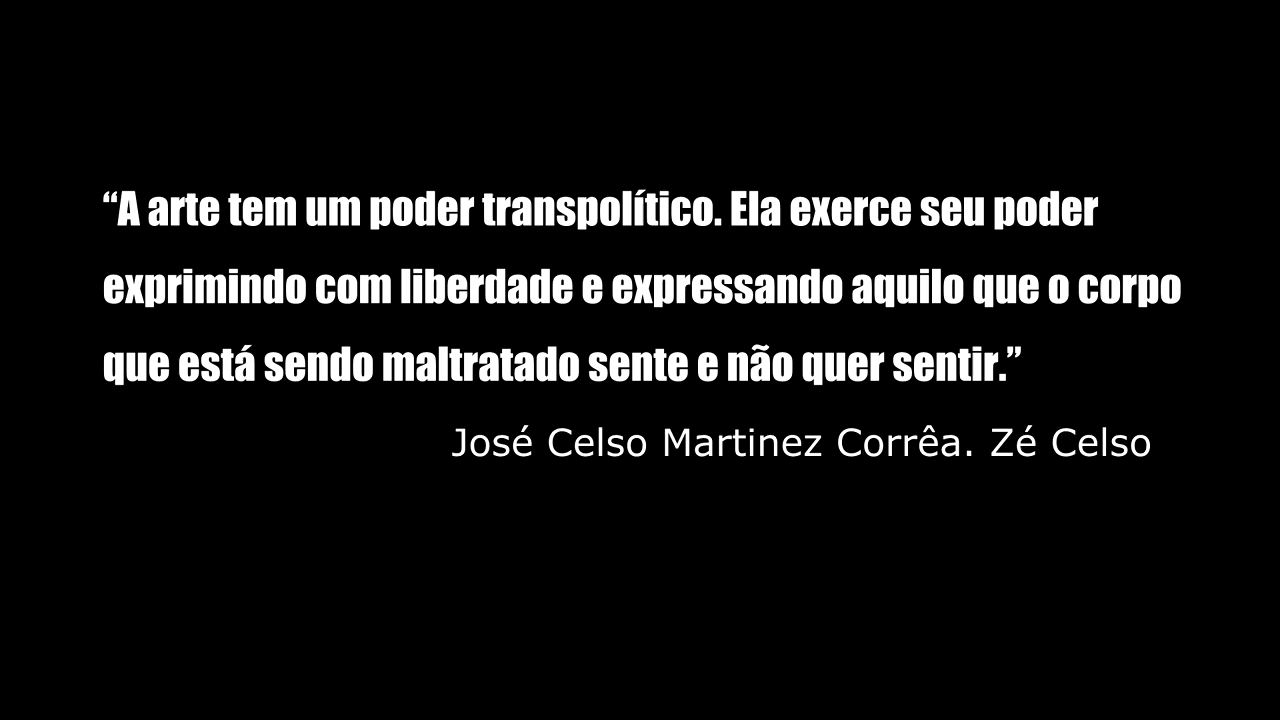 “A arte tem um poder transpolítico. Ela exerce seu poder
exprimindo com liberdade e expressando aquilo que o corpo
que está sendo maltratado sente e não quer sentir.”
José Celso Martinez Corrêa. Zé Celso